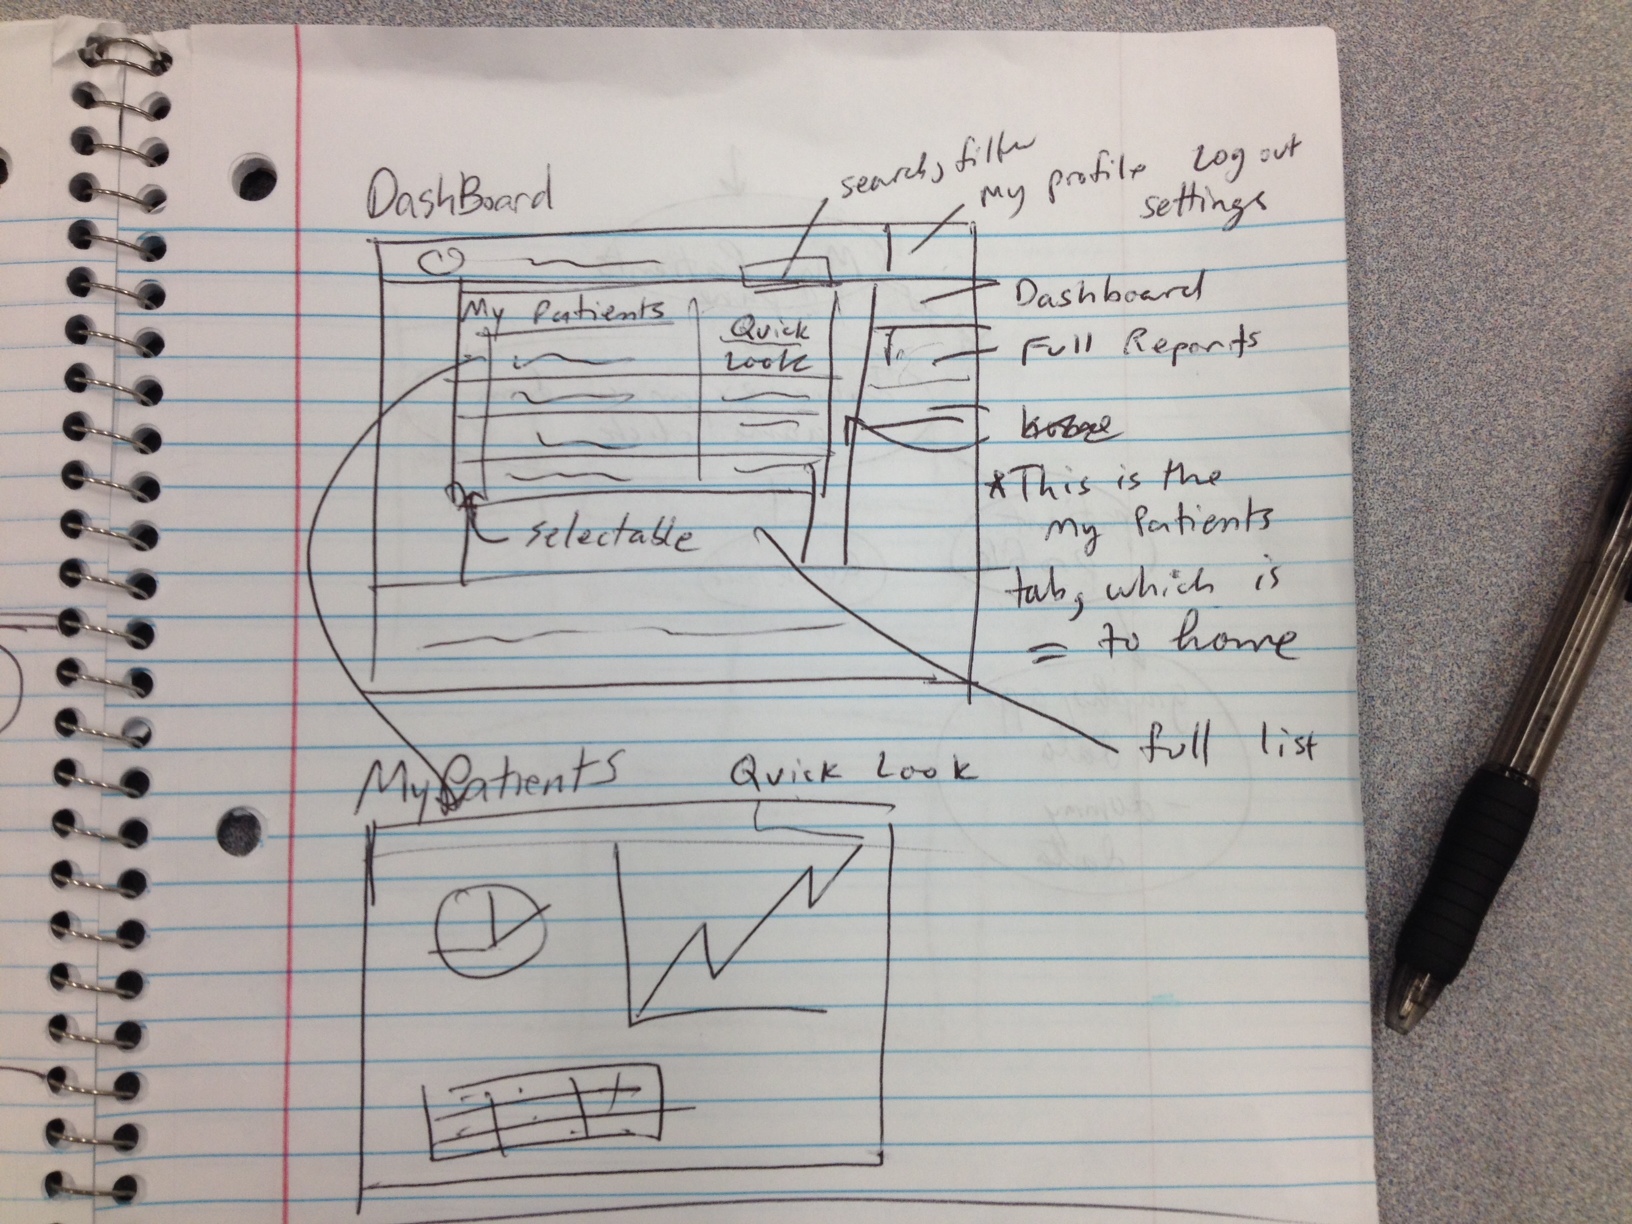 DashBoard
search, filter
my profile Log out
settings
My Patients
Quick
Look
Dashboard
Full Reports
selectable
*This is the
my Patients
tab, which is
= to home
full list
My Patients Quick Look